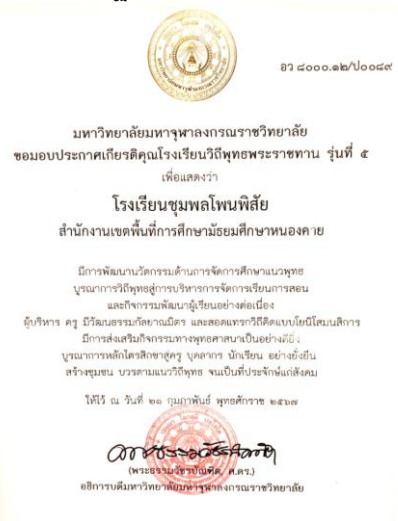 อว ๘๐๐๐.๑๒/ป๐๐๘๙
มหาวิทยาลัยมหาจุฬาลงกรณราชวิทยาลัย
ขอมอบประกาศเกียรติคุณโรงเรียนวิถีพุทธพระราชทาน รุ่นที่ ๕
เพื่อแสดงว่า
โรงเรียนชุมพลโพนพิสัย
สำนักงานเขตพื้นที่การศึกษามัธยมศึกษาหนองคาย
มีการพัฒนานวัตกรรมด้านการจัดการศึกษาแนวพุทธ
บูรณาการวิถีพุทธสู่การบริหารการจัดการเรียนการสอน
และกิจกรรมพัฒนาผู้เรียนอย่างต่อเนื่อง
ผู้บริหาร ครู มีวัฒนธรรมกัลยาณมิตร และสอดแทรกวิถีคิดแบบโยนิโสมนสิการ
มีการส่งเสริมกิจกรรมทางพุทธศาสนาเป็นอย่างดียิ่ง
บูรณาการหลักไตรสิกขาสู่ครู บุคลากร นักเรียน อย่างยั่งยืน
สร้างชุมชน บวรตามแนววิถีพุทธ จนเป็นที่ประจักษ์แก่สังคม
ให้ไว้ ณ วันที่ ๒๑ กุมภาพันธ์ พุทธศักราช ๒๕๖๗
(พระธรรมวัชรบัณฑิต, ศ.ดร.)
อธิการบดีมหาวิทยาลัยมหาจุฬาลงกรณราชวิทยาลัย